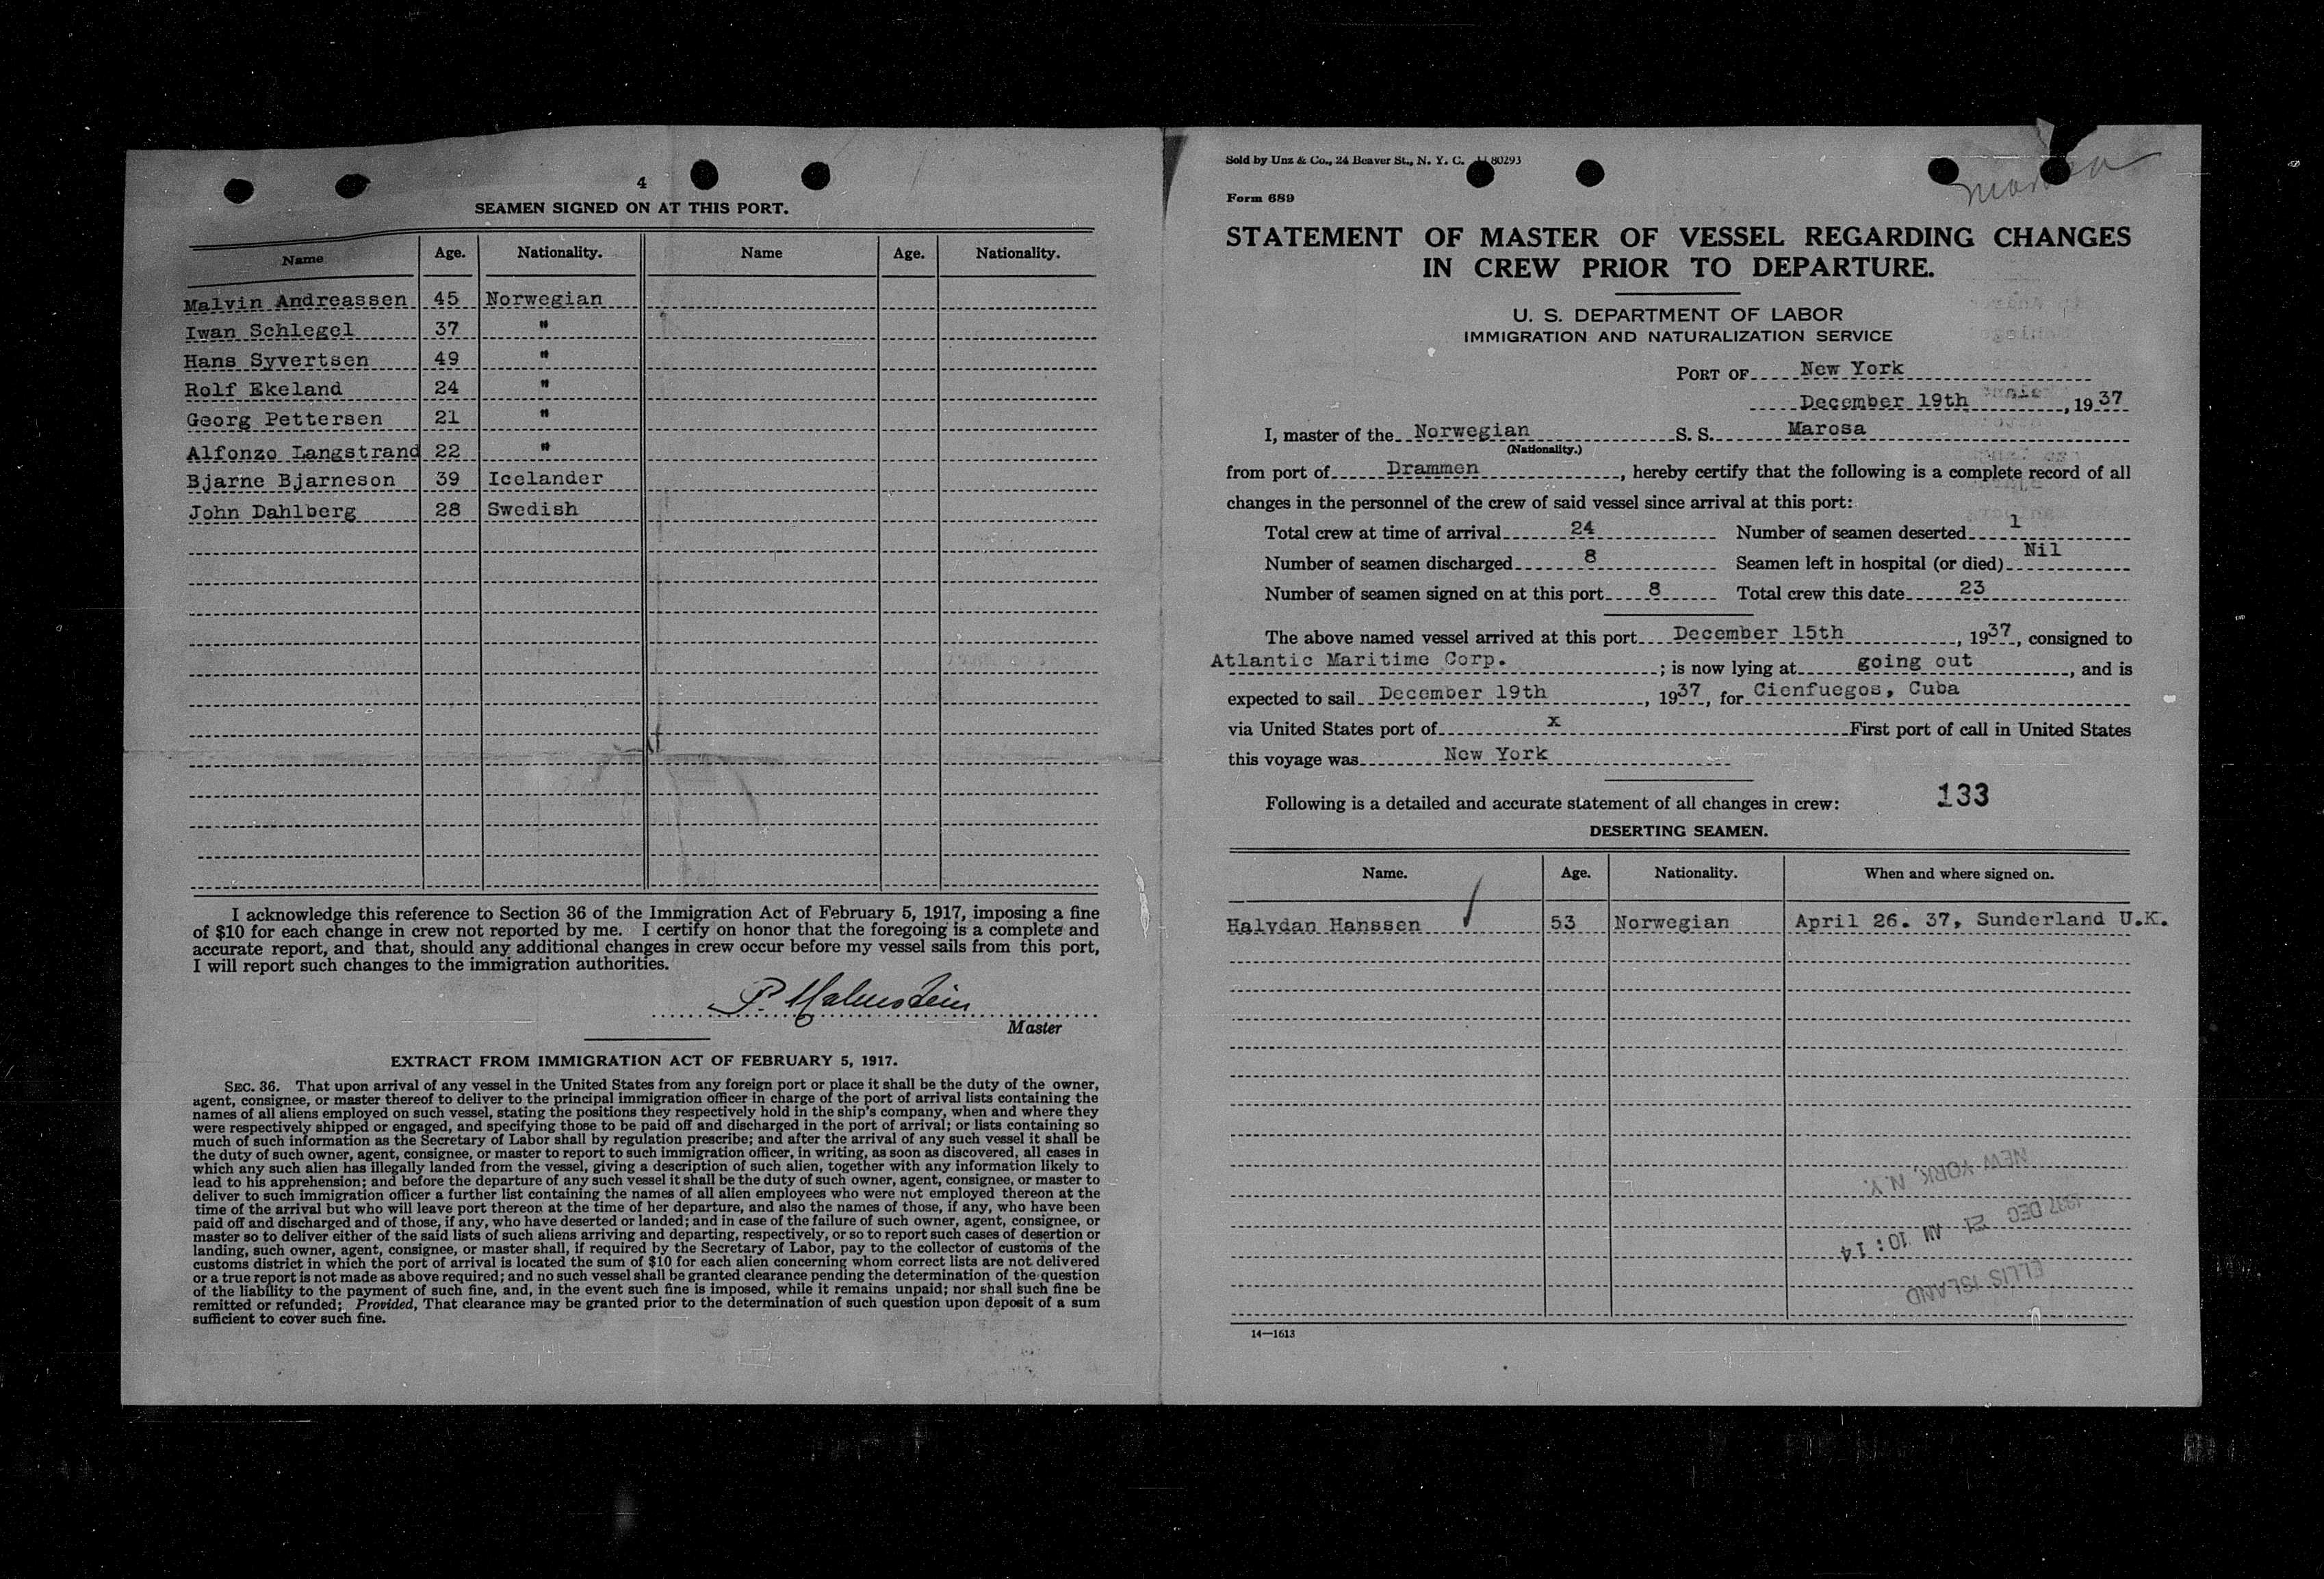 4
SEAMEN SIGNED ON AT THIS PORT.
Name Age. Nationality. Name Age. Nationality.
Malvin Andreassen 45 Norwegian
Iwan Schlegel 37 "
Hans Syvertsen 49 "
Rolf Ekeland 24 "
Georg Pettersen 21 "
Alfonzo Langstrand 22 "
Bjarne Bjarneson 39 Icelander
John Dahlberg 28 Swedish
I acknowledge this reference to Section 36 of the Immigration Act of February 5, 1917, imposing a fine
of $10 for each change in crew not reported by me. I certify on honor that the foregoing is a complete and
accurate report, and that, should any additional changes in crew occur before my vessel sails from this port,
I will report such changes to the immigration authorities.
P. Malmstein
Master
EXTRACT FROM IMMIGRATION ACT OF FEBRUARY 5, 1917.
SEC. 36. That upon arrival of any vessel in the United States from any foreign port or place it shall be the duty of the owner,
agent, consignee, or master thereof to deliver to the principal immigration officer in charge of the port of arrival lists containing the
names of all aliens employed on such vessel, stating the positions they respectively hold in the ship's company, when and where they
were respectively shipped or engaged, and specifying those to be paid off and discharged in the port of arrival; or lists containing so
much of such information as the Secretary of Labor shall by regulation prescribe; and after the arrival of any such vessel it shall be
the duty of such owner, agent, consignee, or master to report to such immigration officer, in writing, as soon as discovered, all cases in
which any such alien has illegally landed from the vessel, giving a description of such alien, together with any information likely to
lead to his apprehension; and before the departure of any such vessel it shall be the duty of such owner, agent, consignee, or master to
deliver to such immigration officer a further list containing the names of all alien employees who were not employed thereon at the
time of the arrival but who will leave port thereon at the time of her departure, and also the names of those, if any, who have been
paid off and discharged and of those, if any, who have deserted or landed; and in case of the failure of such owner, agent, consignee, or
master so to deliver either of the said lists of such aliens arriving and departing, respectively, or so to report such cases of desertion or
landing, such owner, agent, consignee, or master shall, if required by the Secretary of Labor, pay to the collector of customs of the
customs district in which the port of arrival is located the sum of $10 for each alien concerning whom correct lists are not delivered
or a true report is not made as above required; and no such vessel shall be granted clearance pending the determination of the question
of the liability to the payment of such fine, and, in the event such fine is imposed, while it remains unpaid; nor shall such fine be
remitted or refunded; Provided, That clearance may be granted prior to the determination of such question upon deposit of a sum
sufficient to cover such fine.
Sold by Unz & Co., 24 Beaver St., N. Y. C. 80293
Form 689
STATEMENT OF MASTER OF VESSEL REGARDING CHANGES
IN CREW PRIOR TO DEPARTURE.
U. S. DEPARTMENT OF LABOR
IMMIGRATION AND NATURALIZATION SERVICE
PORT OF New York
December 19th, 1937
I, master of the Norwegian S. S. Marosa
(Nationality.)
from port of Drammen, hereby certify that the following is a complete record of all
changes in the personnel of the crew of said vessel since arrival at this port:
Total crew at time of arrival 24 Number of seamen deserted 1
Number of seamen discharged 8 Seamen left in hospital (or died) Nil
Number of seamen signed on at this port 8 Total crew this date 23
The above named vessel arrived at this port December 15th, 1937, consigned to
Atlantic Maritime Corp.; is now lying at going out, and is
expected to sail December 19th, 1937, for Cienfuegos, Cuba
via United States port of x First port of call in United States
this voyage was New York
Following is a detailed and accurate statement of all changes in crew: 133
DESERTING SEAMEN.
Name. Age. Nationality. When and where signed on.
Halvdan Hanssen 53 Norwegian April 26. 37, Sunderland U.K.
ELLIS ISLAND
1937 DEC 21 AM 10:14
NEW YORK, N.Y.
14—1613